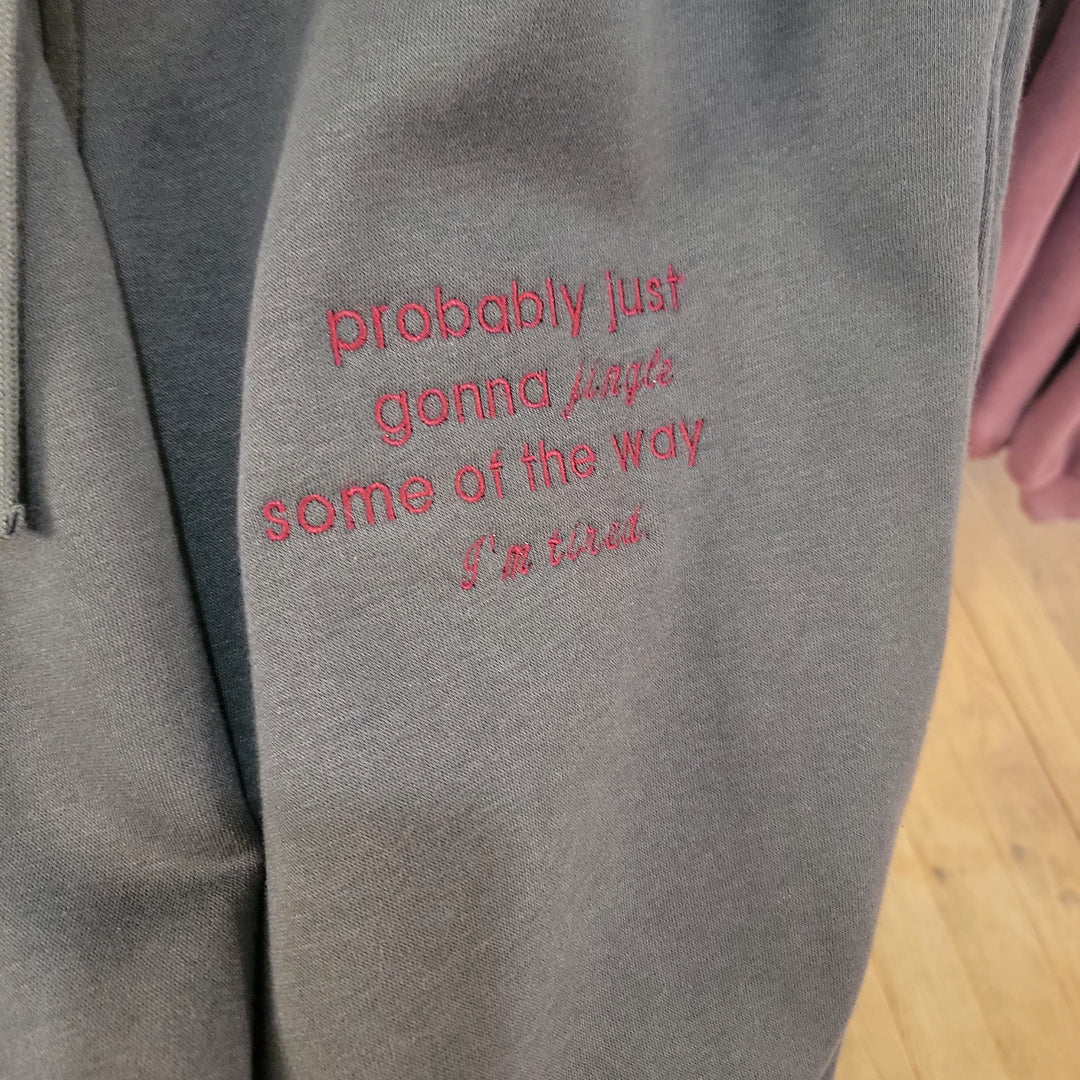 probably just
gonna jingle
some of the way
I'm tired.